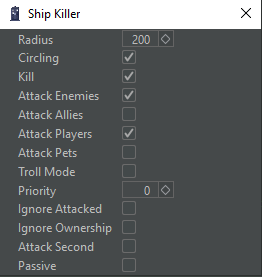 Ship Killer
Radius 200
Circling
Kill
Attack Enemies
Attack Allies
Attack Players
Attack Pets
Troll Mode
Priority 0
Ignore Attacked
Ignore Ownership
Attack Second
Passive